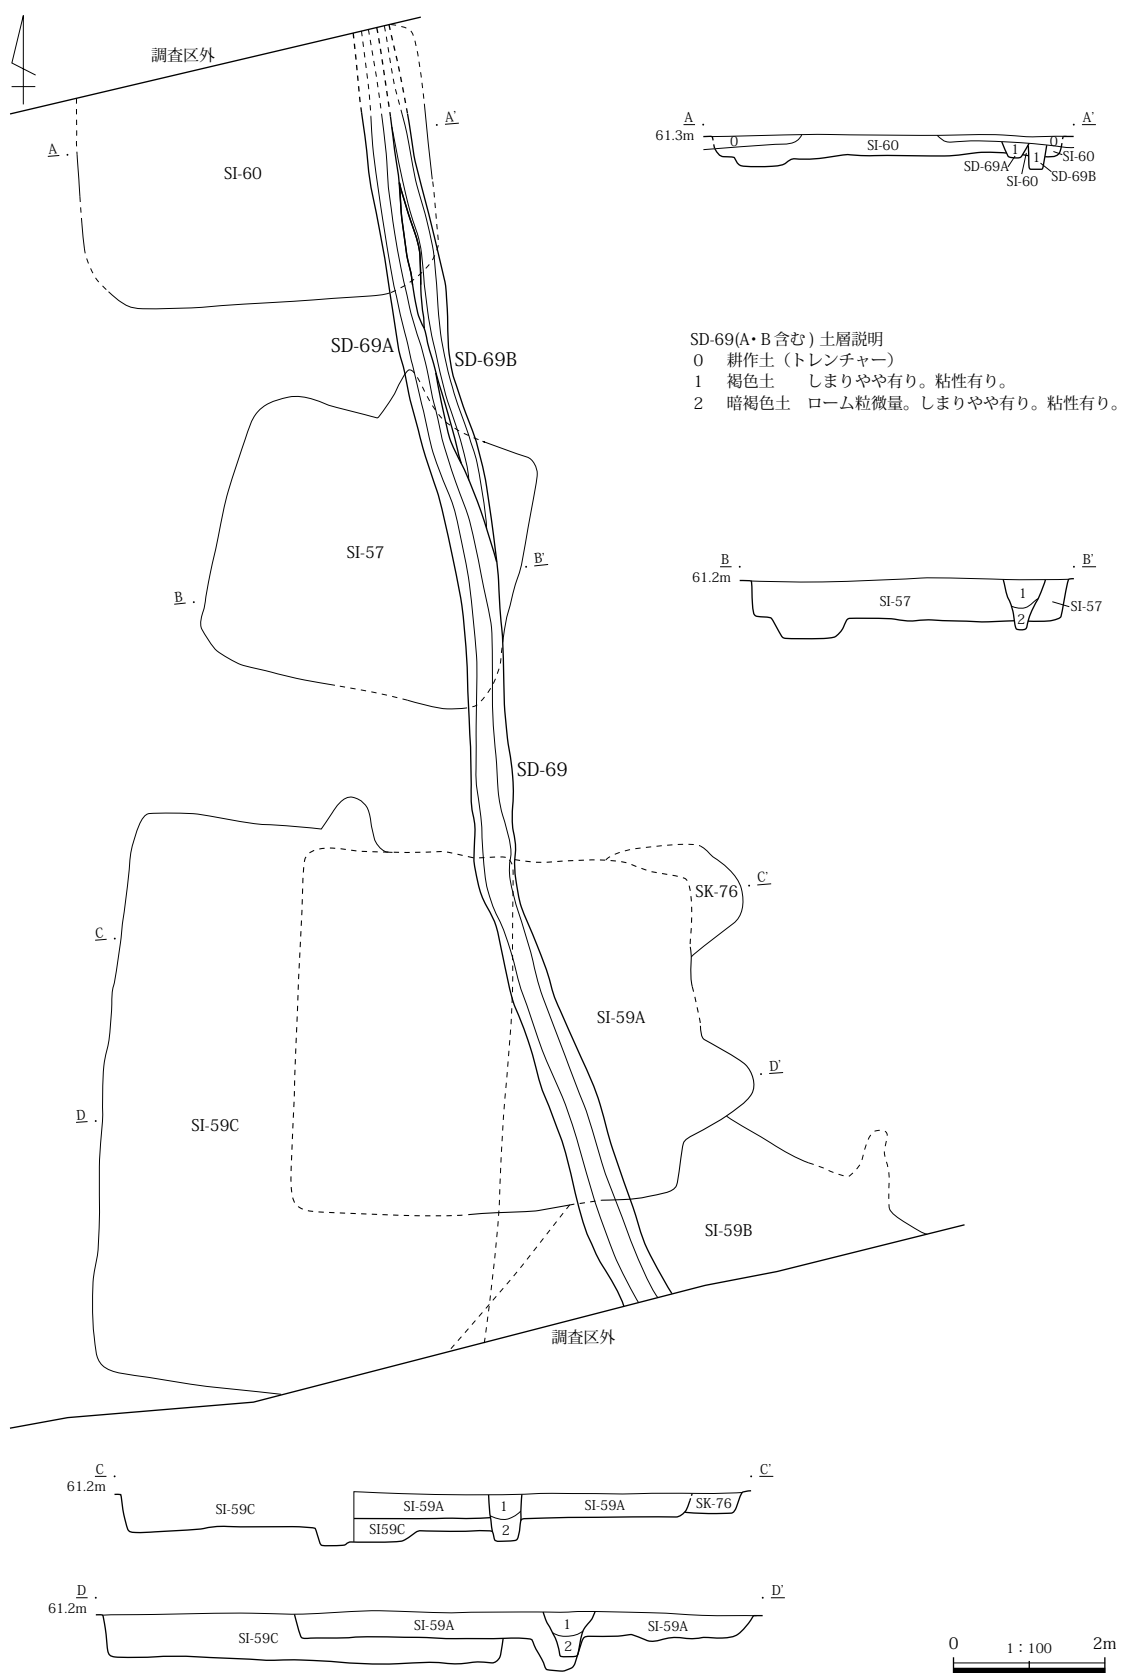 調査区外
A
A'
SI-60
SD-69A
SD-69B
A
A'
61.3m
0
SI-60
1
1
0
SI-60
SD-69A
SI-60
SD-69B
SD-69(A・B 含む) 土層説明
0 耕作土（トレンチャー）
1 褐色土 しまりやや有り。粘性有り。
2 暗褐色土 ローム粒微量。しまりやや有り。粘性有り。
SI-57
B
B'
B
B'
61.2m
SI-57
1
2
SI-57
SD-69
SK-76
C'
C
SI-59A
D'
D
SI-59C
SI-59B
調査区外
C
C'
61.2m
SI-59C
SI-59A
1
SI-59A
SK-76
SI59C
2
D
D'
61.2m
SI-59C
SI-59A
1
2
SI-59A
0 1：100 2m